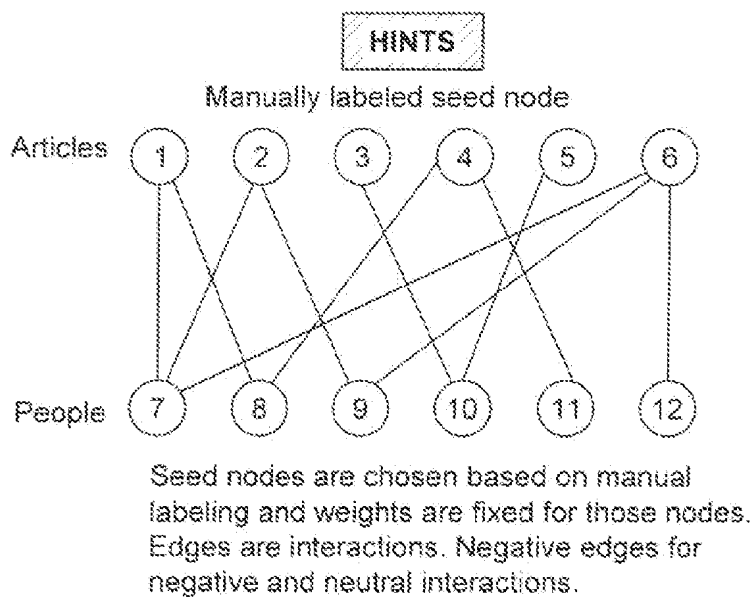 HINTS
Manually labeled seed node
Articles 1 2 3 4 5 6
People 7 8 9 10 11 12
Seed nodes are chosen based on manual
labeling and weights are fixed for those nodes.
Edges are interactions. Negative edges for
negative and neutral interactions.